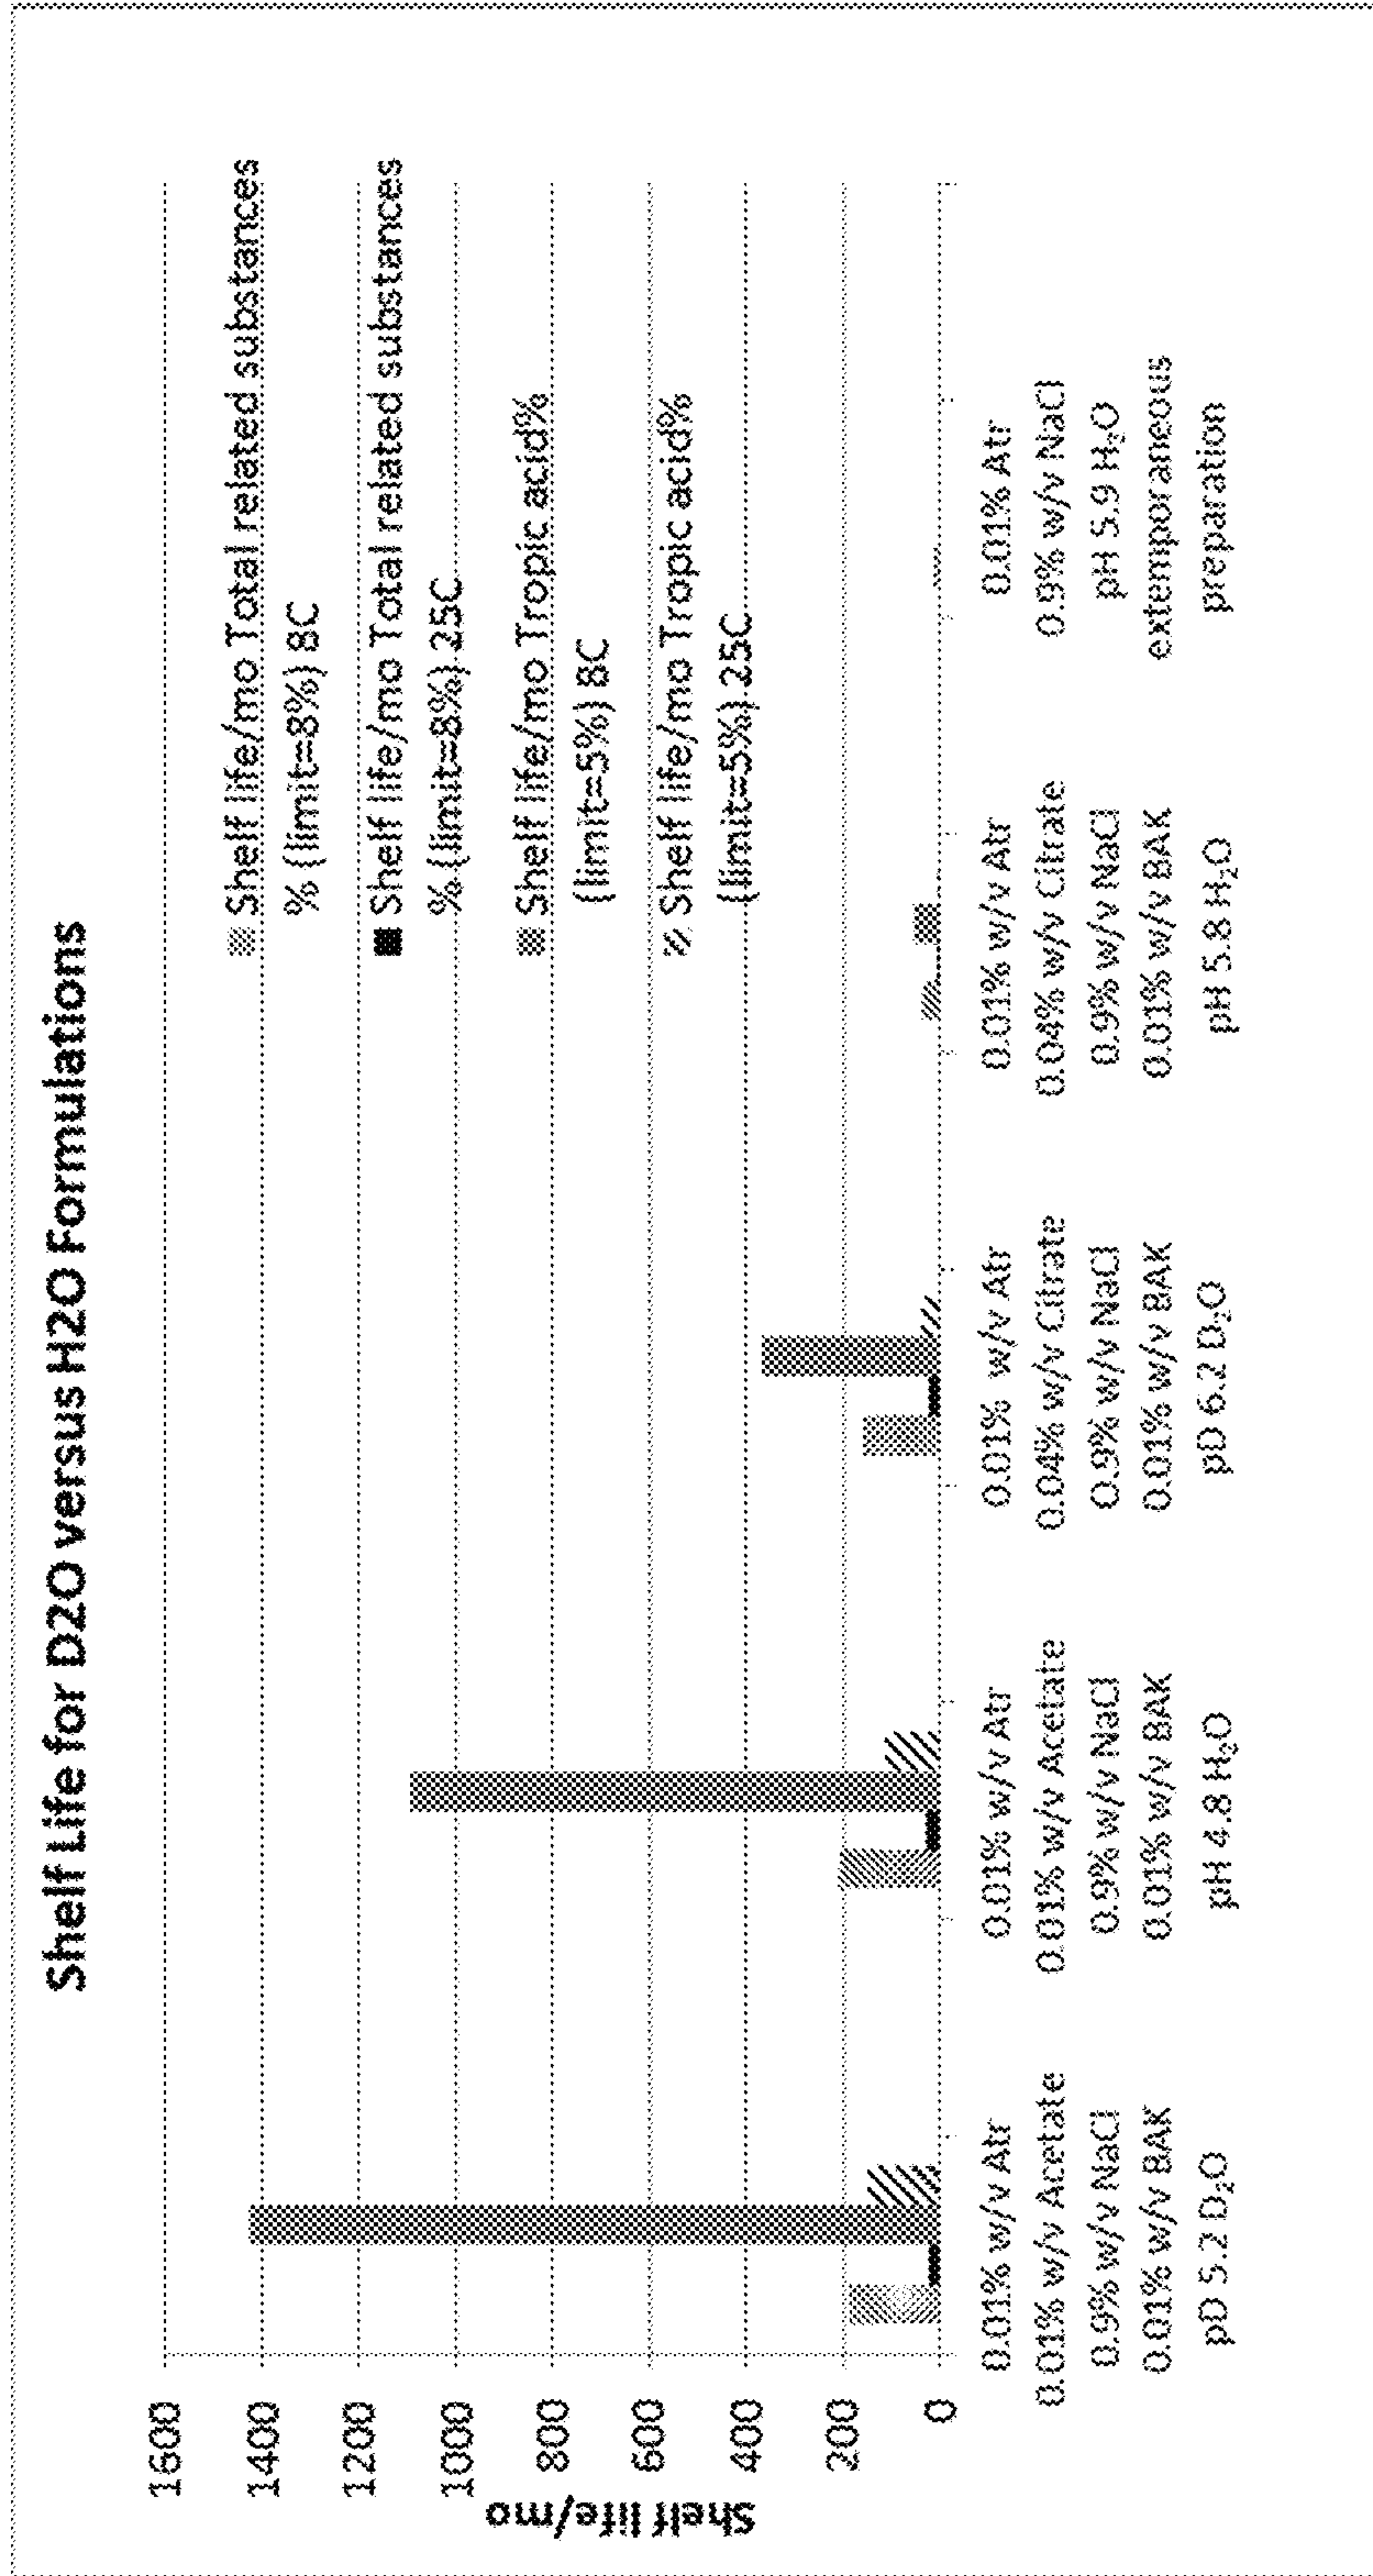 Shelf Life for D2O versus H2O Formulations
Shelf life/mo
1600
1400
1200
1000
800
600
400
200
0
Shelf life/mo Total related substances
% (limit=8%) 8C
Shelf life/mo Total related substances
% (limit=8%) 25C
Shelf life/mo Tropic acid%
(limit=5%) 8C
Shelf life/mo Tropic acid%
(limit=5%) 25C
0.01% w/v Atr
0.01% w/v Acetate
0.9% w/v NaCl
0.01% w/v BAK
pD 5.2 D₂O
0.01% w/v Atr
0.01% w/v Acetate
0.9% w/v NaCl
0.01% w/v BAK
pH 4.8 H₂O
0.01% w/v Atr
0.04% w/v Citrate
0.9% w/v NaCl
0.01% w/v BAK
pD 6.2 D₂O
0.01% w/v Atr
0.04% w/v Citrate
0.9% w/v NaCl
0.01% w/v BAK
pH 5.8 H₂O
0.01% Atr
0.9% w/v NaCl
pH 5.9 H₂O
extemporaneous
preparation